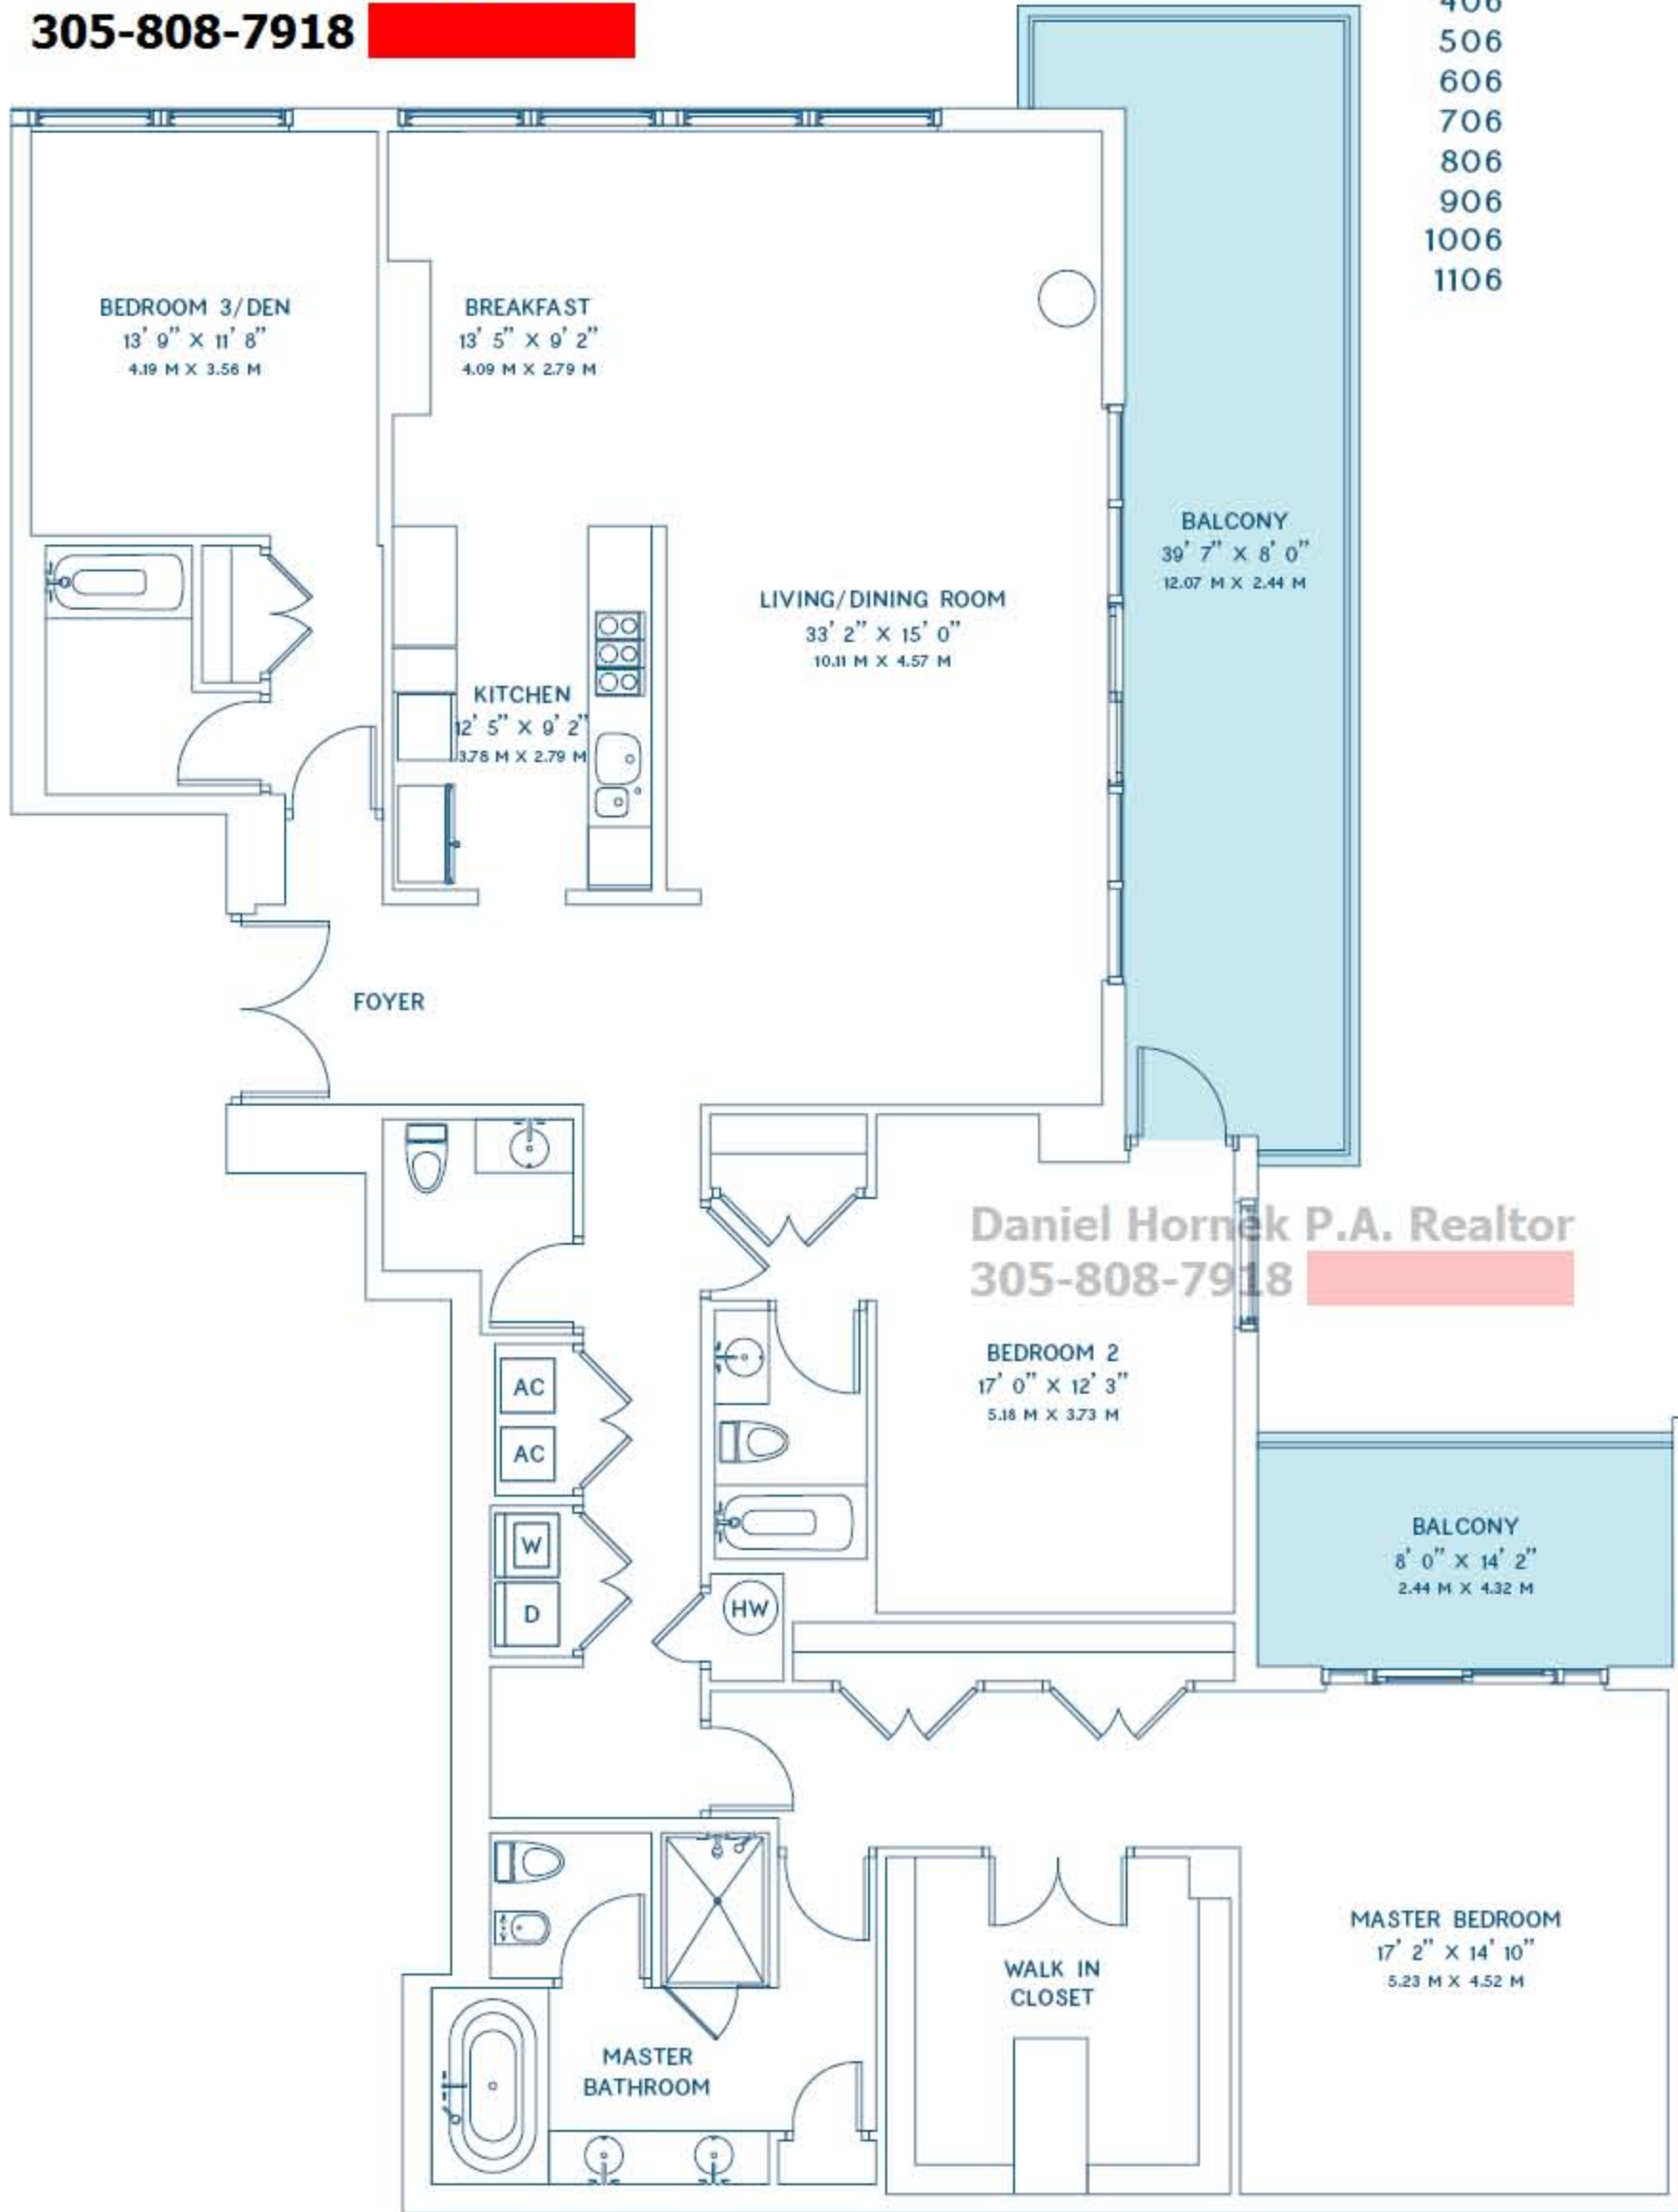 305-808-7918
406
506
606
706
806
906
1006
1106
BEDROOM 3/DEN
13' 9" X 11' 8"
4.19 M X 3.56 M
BREAKFAST
13' 5" X 9' 2"
4.09 M X 2.79 M
BALCONY
39' 7" X 8' 0"
12.07 M X 2.44 M
LIVING/DINING ROOM
33' 2" X 15' 0"
10.11 M X 4.57 M
KITCHEN
12' 5" X 9' 2"
3.78 M X 2.79 M
FOYER
Daniel Hornek P.A. Realtor
305-808-7918
BEDROOM 2
17' 0" X 12' 3"
5.18 M X 3.73 M
AC
AC
W
D
HW
BALCONY
8' 0" X 14' 2"
2.44 M X 4.32 M
MASTER BEDROOM
17' 2" X 14' 10"
5.23 M X 4.52 M
WALK IN
CLOSET
MASTER
BATHROOM